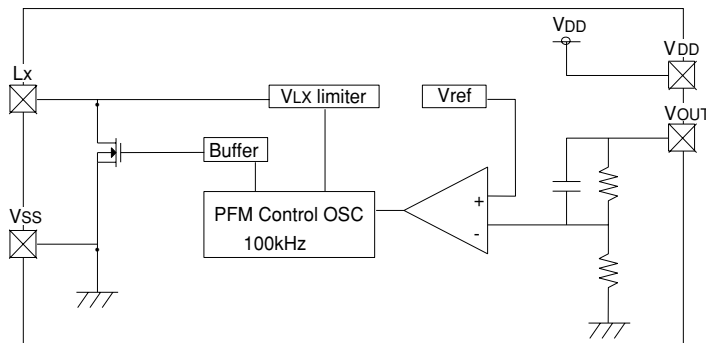 VDD
VDD
Lx
VLX limiter
Vref
VOUT
Buffer
+
PFM Control OSC
100kHz
-
VSS